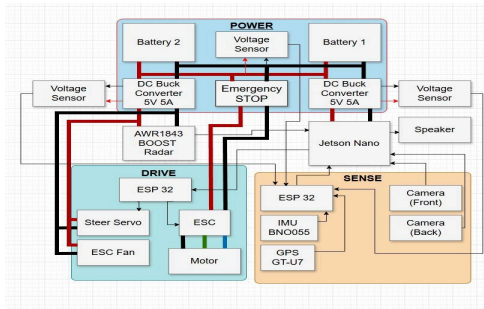 POWER
Battery 2
Voltage
Sensor
Battery 1
Voltage
Sensor
DC Buck
Converter
5V 5A
Emergency
STOP
DC Buck
Converter
5V 5A
Voltage
Sensor
AWR1843
BOOST
Radar
Jetson Nano
Speaker
DRIVE
SENSE
ESP 32
ESP 32
Camera
(Front)
Steer Servo
ESC
IMU
BNO055
Camera
(Back)
ESC Fan
Motor
GPS
GT-U7